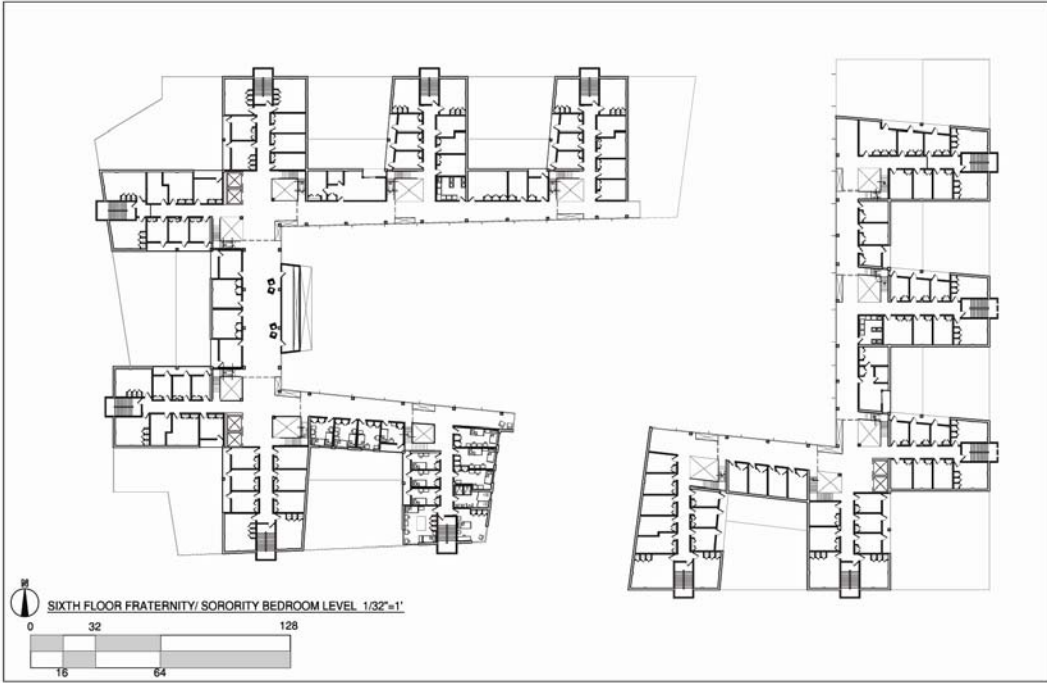 N
SIXTH FLOOR FRATERNITY/ SORORITY BEDROOM LEVEL 1/32"=1'
0 32 128
16 64